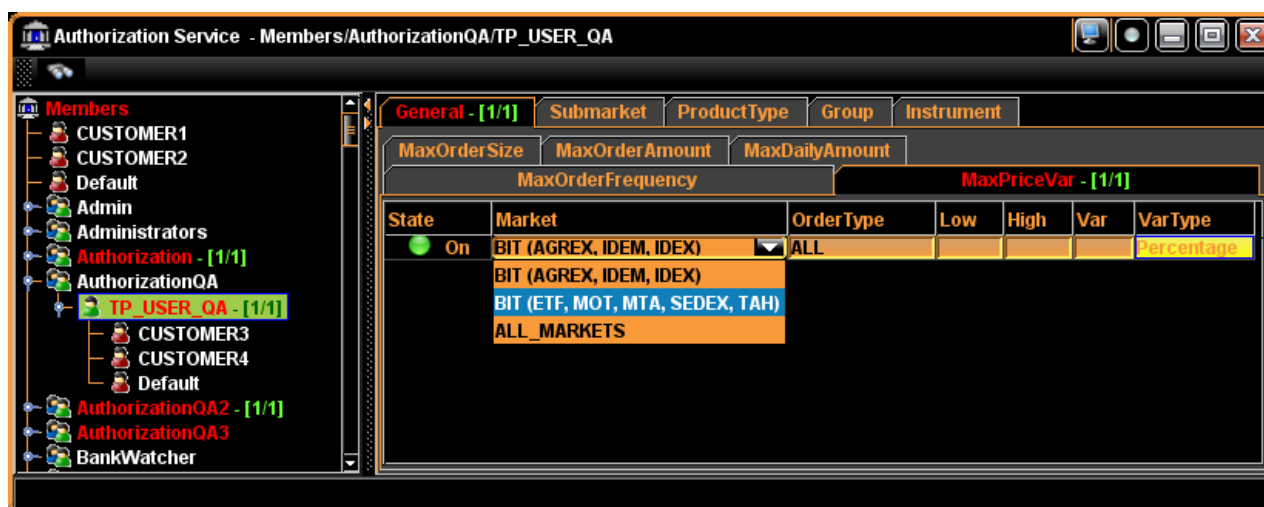 Authorization Service - Members/AuthorizationQA/TP_USER_QA
Members
CUSTOMER1
CUSTOMER2
Default
Admin
Administrators
Authorization - [1/1]
AuthorizationQA
TP_USER_QA - [1/1]
CUSTOMER3
CUSTOMER4
Default
AuthorizationQA2 - [1/1]
AuthorizationQA3
BankWatcher
General - [1/1] Submarket ProductType Group Instrument
MaxOrderSize MaxOrderAmount MaxDailyAmount
MaxOrderFrequency MaxPriceVar - [1/1]
State Market OrderType Low High Var VarType
On BIT (AGREX, IDEM, IDEX) ALL Percentage
BIT (AGREX, IDEM, IDEX)
BIT (ETF, MOT, MTA, SEDEX, TAH)
ALL_MARKETS